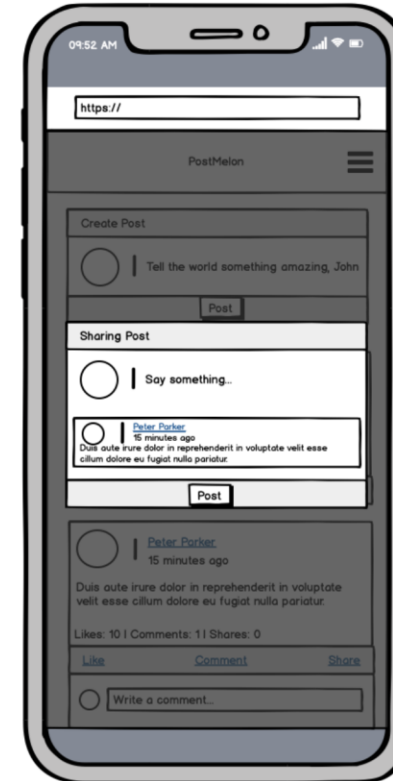 09:52 AM
https://
PostMelon
Create Post
Tell the world something amazing, John
Post
Sharing Post
Say something...
Peter Parker
15 minutes ago
Duis aute irure dolor in reprehenderit in voluptate velit esse
cillum dolore eu fugiat nulla pariatur.
Post
Peter Parker
15 minutes ago
Duis aute irure dolor in reprehenderit in voluptate
velit esse cillum dolore eu fugiat nulla pariatur.
Likes: 10 | Comments: 1 | Shares: 0
Like Comment Share
Write a comment...